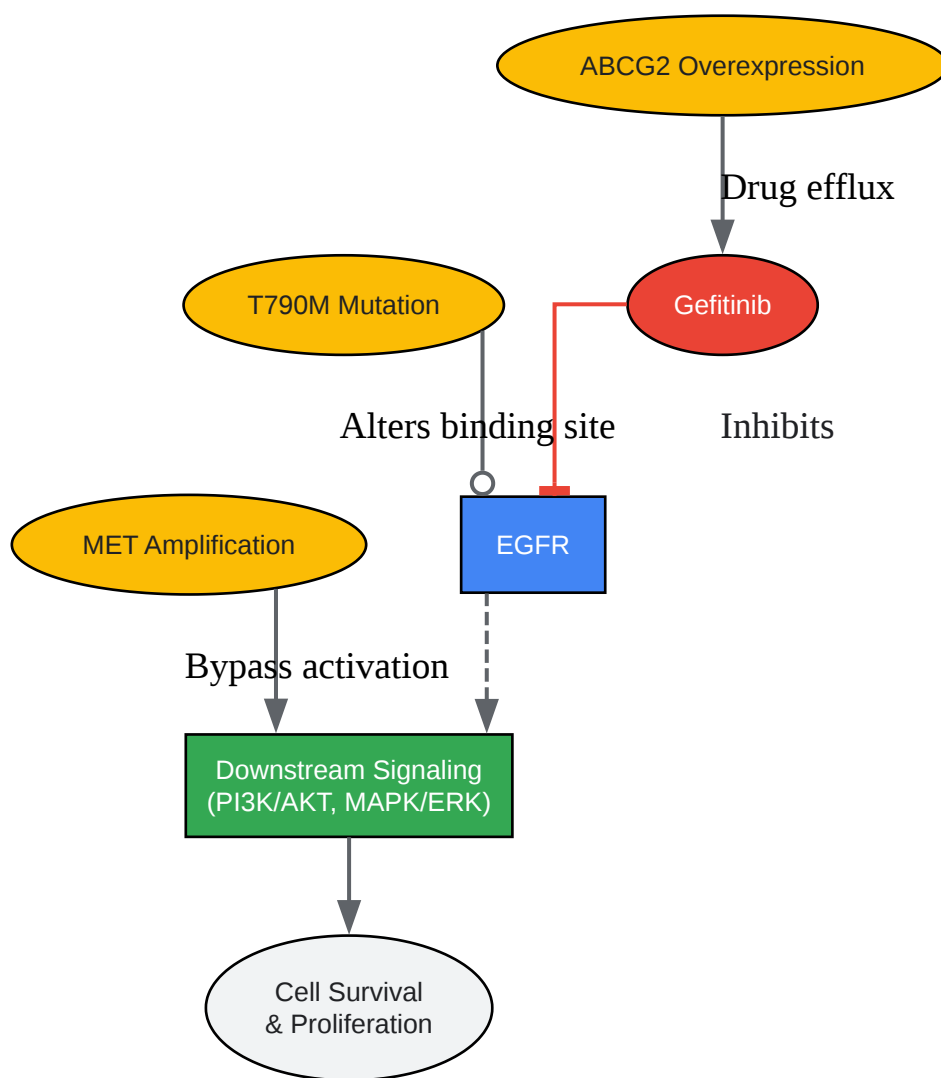 ABCG2 Overexpression
Drug efflux
T790M Mutation
Gefitinib
Alters binding site
Inhibits
MET Amplification
EGFR
Bypass activation
Downstream Signaling
(PI3K/AKT, MAPK/ERK)
Cell Survival
& Proliferation